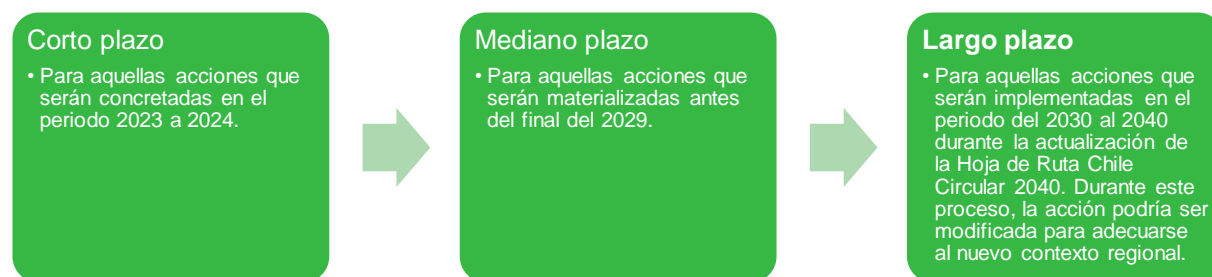 Corto plazo
• Para aquellas acciones que
serán concretadas en el
periodo 2023 a 2024.
Mediano plazo
• Para aquellas acciones que
serán materializadas antes
del final del 2029.
Largo plazo
• Para aquellas acciones que
serán implementadas en el
periodo del 2030 al 2040
durante la actualización de
la Hoja de Ruta Chile
Circular 2040. Durante este
proceso, la acción podría ser
modificada para adecuarse
al nuevo contexto regional.